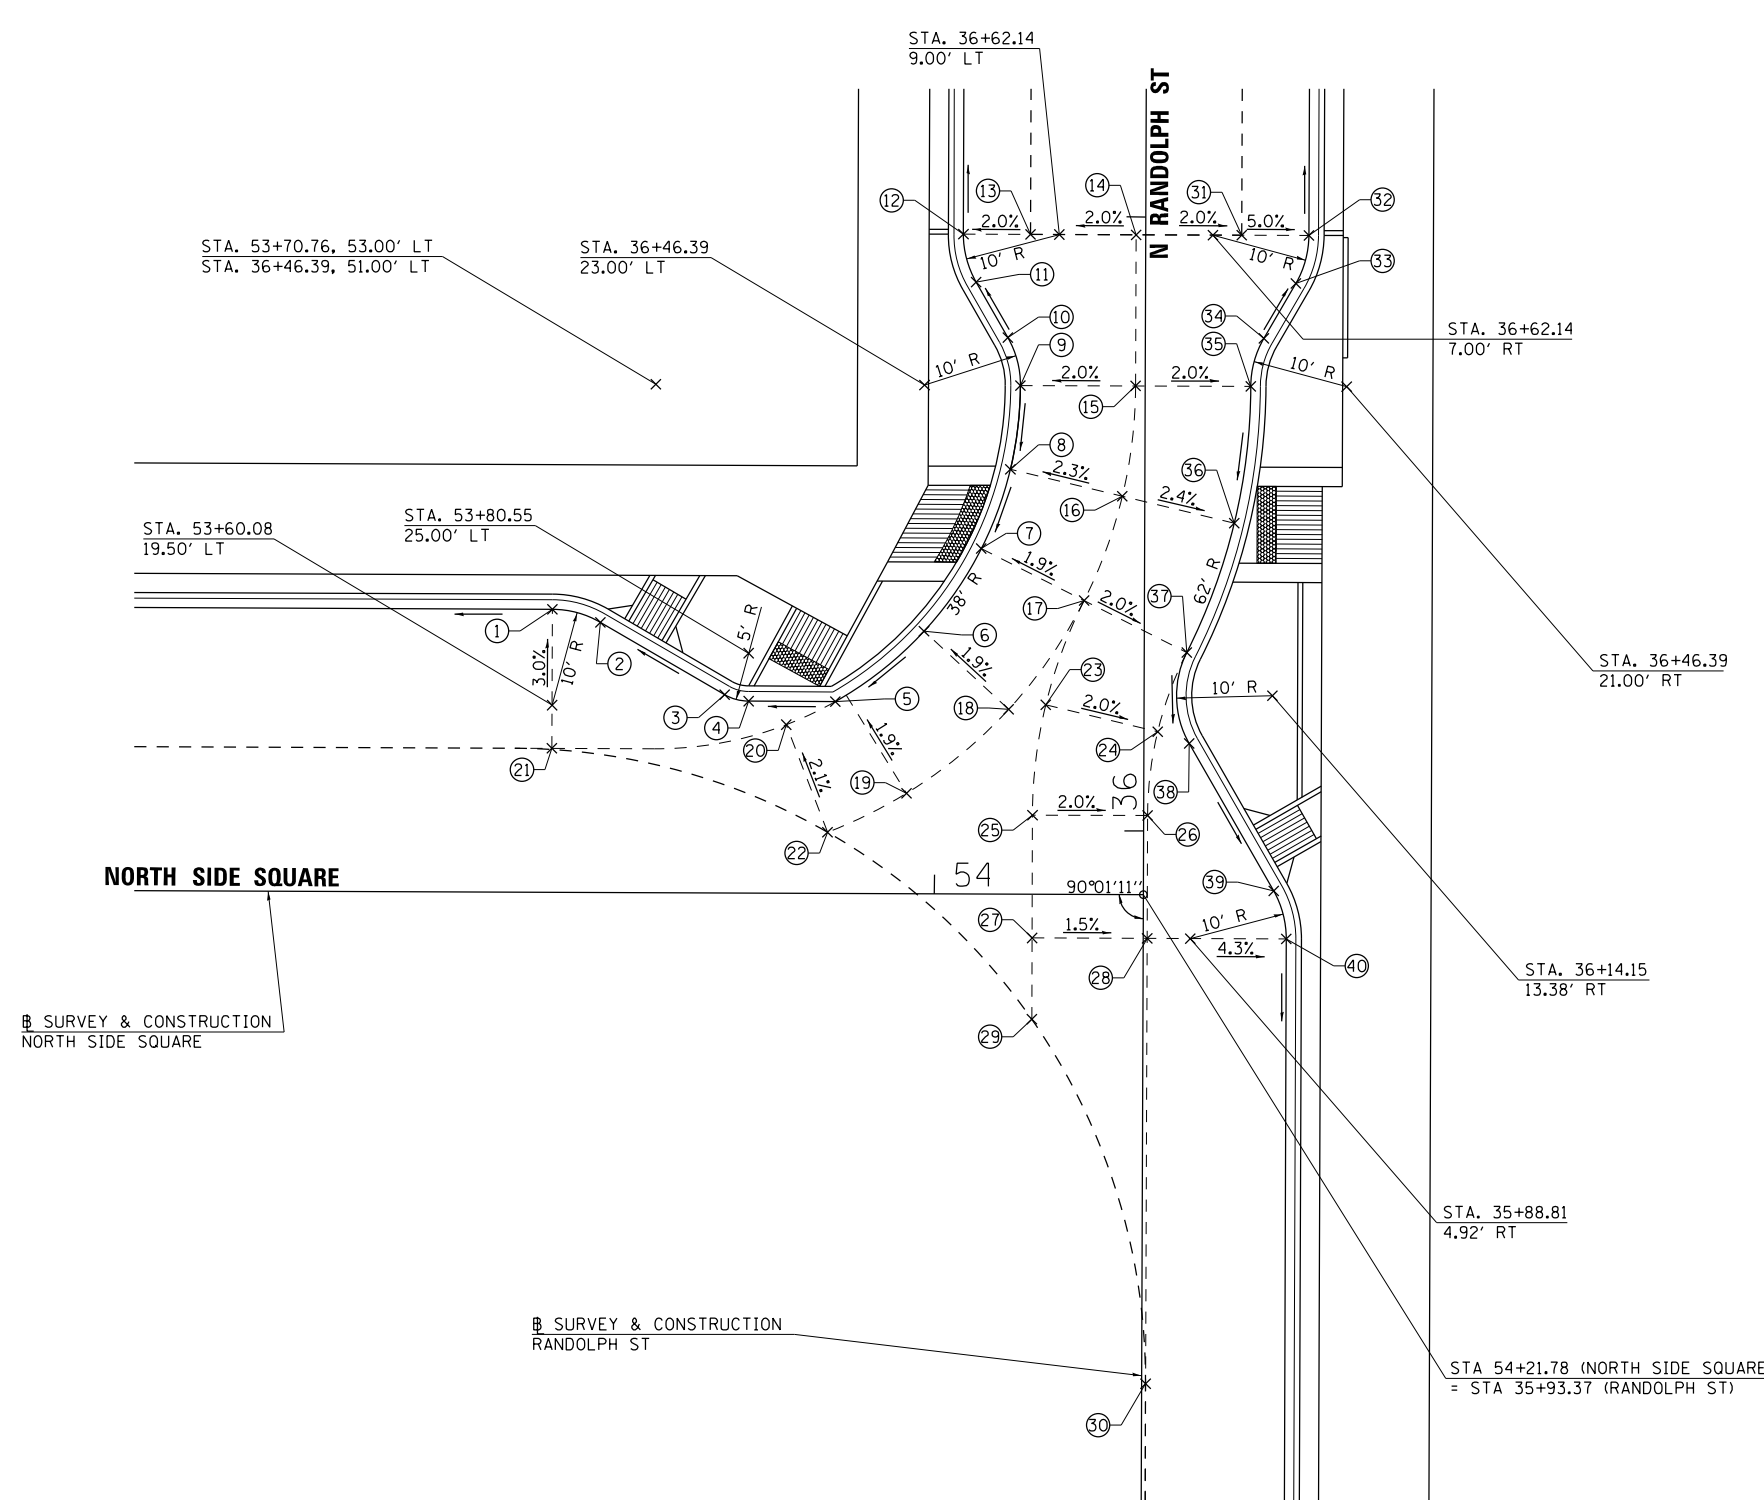 STA. 36+62.14
9.00' LT
N RANDOLPH ST
12
13
14
31
32
2.0%
2.0%
2.0%
5.0%
STA. 53+70.76, 53.00' LT
STA. 36+46.39, 51.00' LT
STA. 36+46.39
23.00' LT
10' R
10' R
11
33
10
34
STA. 36+62.14
7.00' RT
9
35
10' R
10' R
2.0%
2.0%
15
8
2.3%
36
2.4%
16
STA. 53+60.08
19.50' LT
STA. 53+80.55
25.00' LT
7
1.9%
38' R
62' R
17
2.0%
37
1
5' R
6
2
10' R
3.0%
1.9%
23
STA. 36+46.39
21.00' RT
10' R
5
3
4
18
2.0%
20
1.9%
24
21
2.1%
19
36
38
2.0%
25
26
22
NORTH SIDE SQUARE
54
90°01'11"
39
27
1.5%
10' R
4.3%
28
40
STA. 36+14.15
13.38' RT
℄ SURVEY & CONSTRUCTION
NORTH SIDE SQUARE
29
STA. 35+88.81
4.92' RT
℄ SURVEY & CONSTRUCTION
RANDOLPH ST
STA 54+21.78 (NORTH SIDE SQUARE
= STA 35+93.37 (RANDOLPH ST)
30